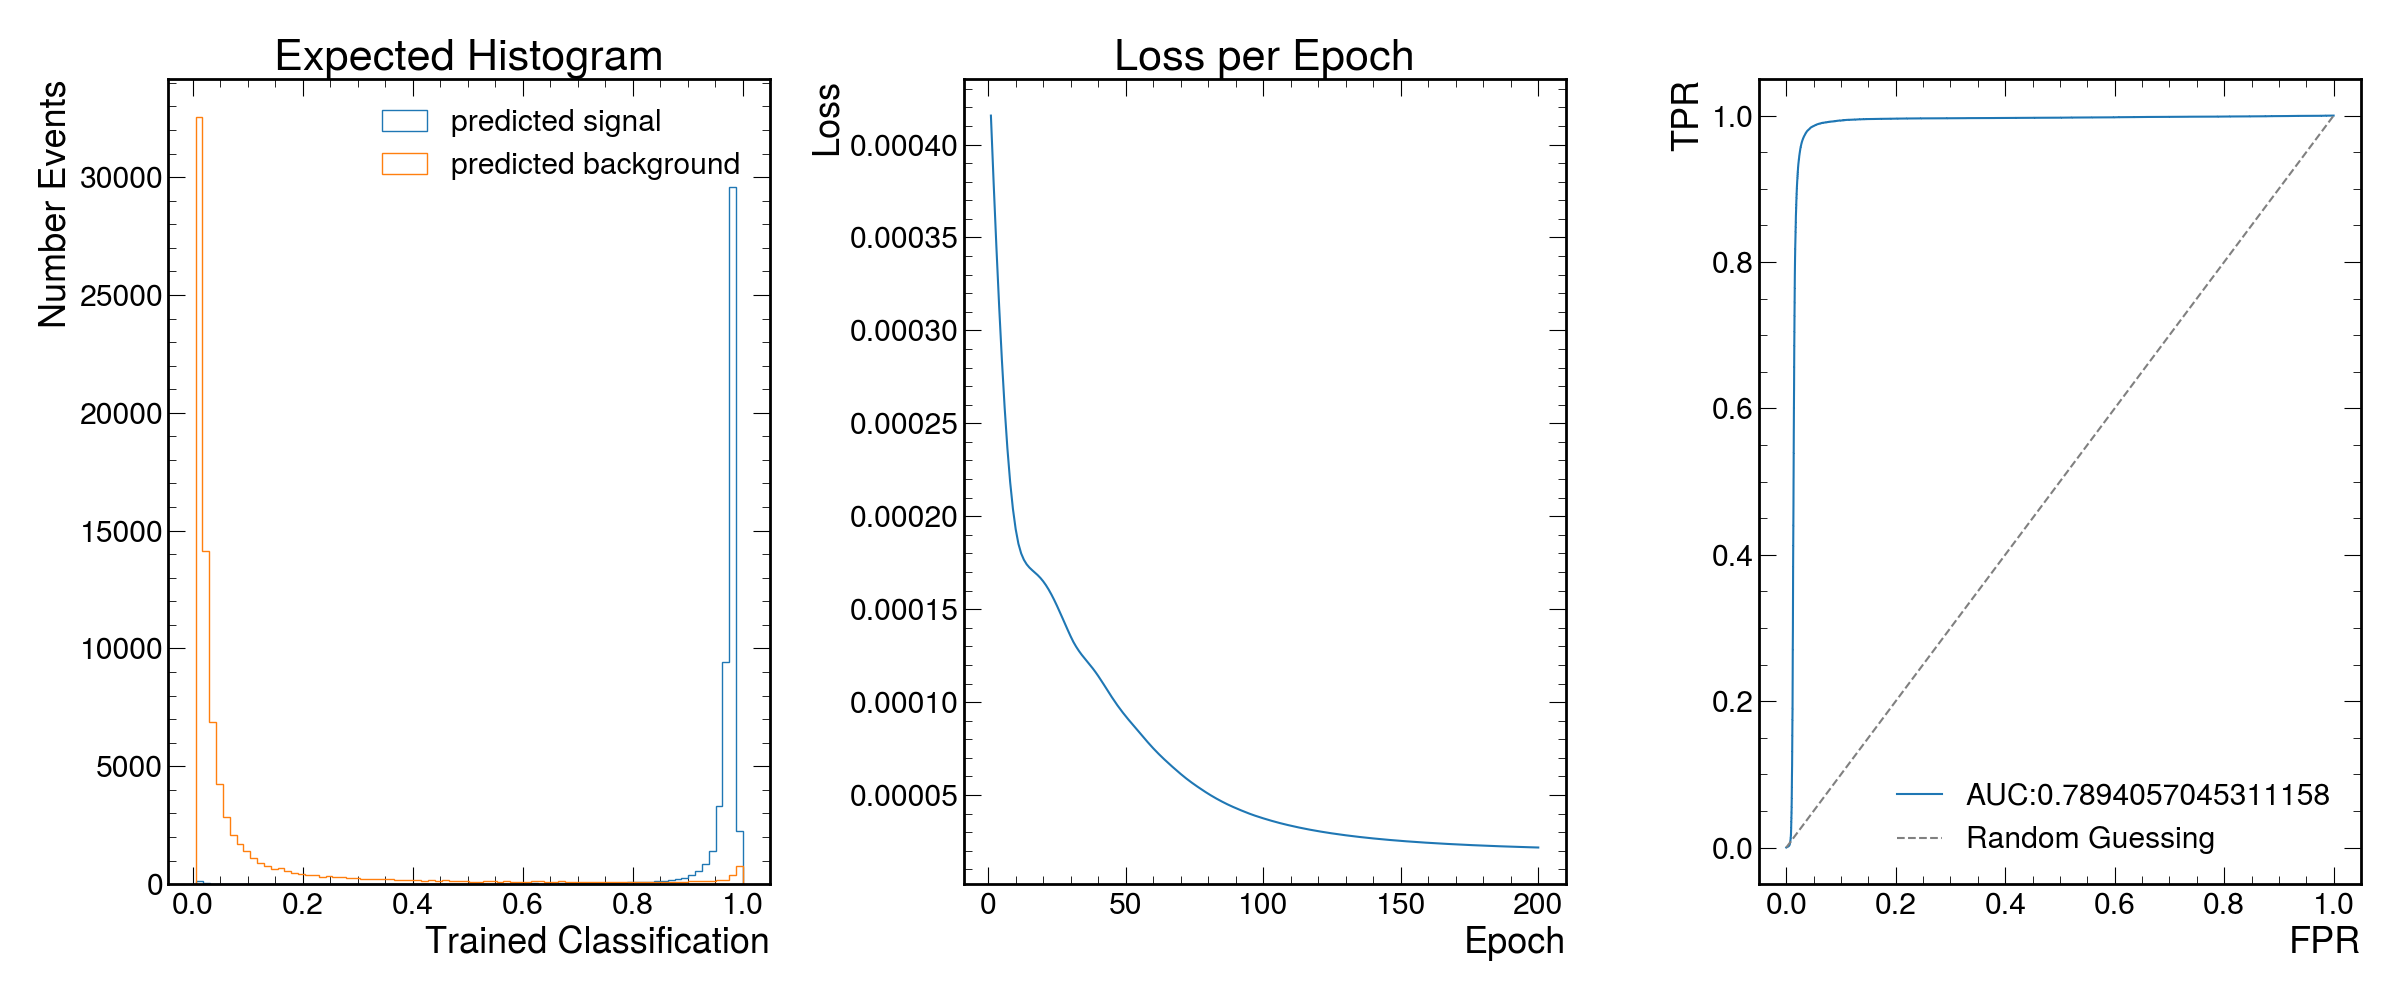 Expected Histogram
Number Events
predicted signal
predicted background
30000
25000
20000
15000
10000
5000
0
0.0 0.2 0.4 0.6 0.8 1.0
Trained Classification
Loss per Epoch
Loss
0.00040
0.00035
0.00030
0.00025
0.00020
0.00015
0.00010
0.00005
0 50 100 150 200
Epoch
TPR
1.0
0.8
0.6
0.4
0.2
0.0
AUC:0.7894057045311158
Random Guessing
0.0 0.2 0.4 0.6 0.8 1.0
FPR